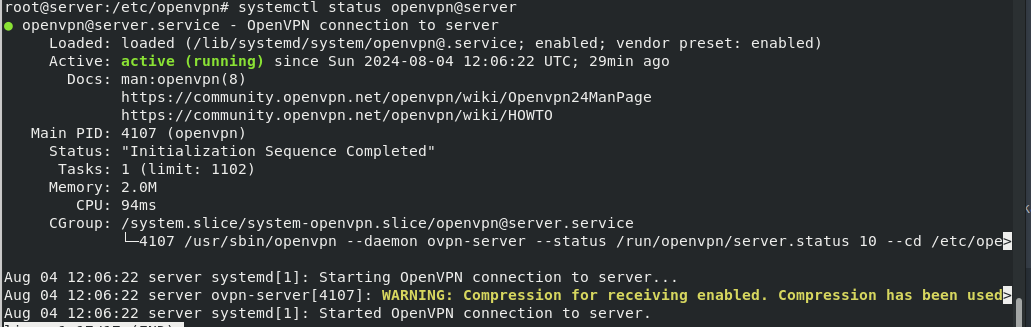 root@server:/etc/openvpn# systemctl status openvpn@server
● openvpn@server.service - OpenVPN connection to server
Loaded: loaded (/lib/systemd/system/openvpn@.service; enabled; vendor preset: enabled)
Active: active (running) since Sun 2024-08-04 12:06:22 UTC; 29min ago
Docs: man:openvpn(8)
https://community.openvpn.net/openvpn/wiki/Openvpn24ManPage
https://community.openvpn.net/openvpn/wiki/HOWTO
Main PID: 4107 (openvpn)
Status: "Initialization Sequence Completed"
Tasks: 1 (limit: 1102)
Memory: 2.0M
CPU: 94ms
CGroup: /system.slice/system-openvpn.slice/openvpn@server.service
└─4107 /usr/sbin/openvpn --daemon ovpn-server --status /run/openvpn/server.status 10 --cd /etc/ope>
Aug 04 12:06:22 server systemd[1]: Starting OpenVPN connection to server...
Aug 04 12:06:22 server ovpn-server[4107]: WARNING: Compression for receiving enabled. Compression has been used>
Aug 04 12:06:22 server systemd[1]: Started OpenVPN connection to server.